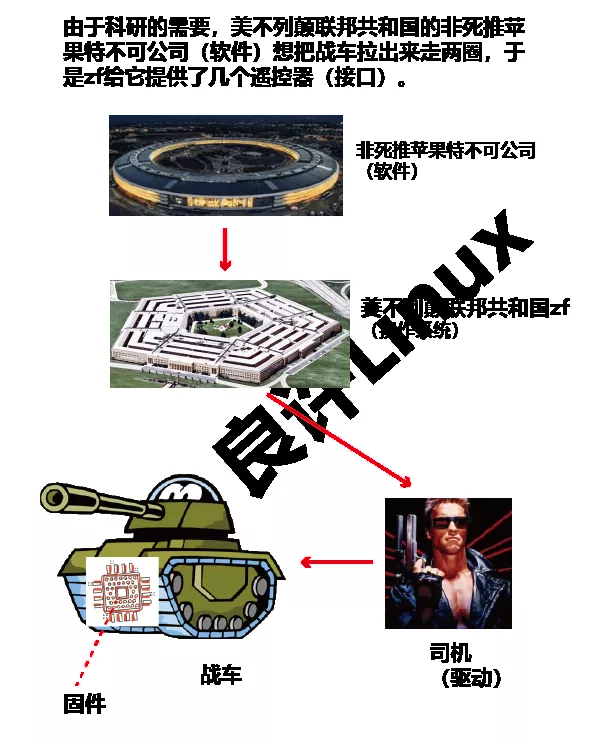 由于科研的需要，美不列颠联邦共和国的非死推苹
果特不可公司（软件）想把战车拉出来走两圈，于
是zf给它提供了几个遥控器（接口）。
非死推苹果特不可公司
（软件）
美不列颠联邦共和国zf
（操作系统）
良许Linux
司机
（驱动）
战车
固件